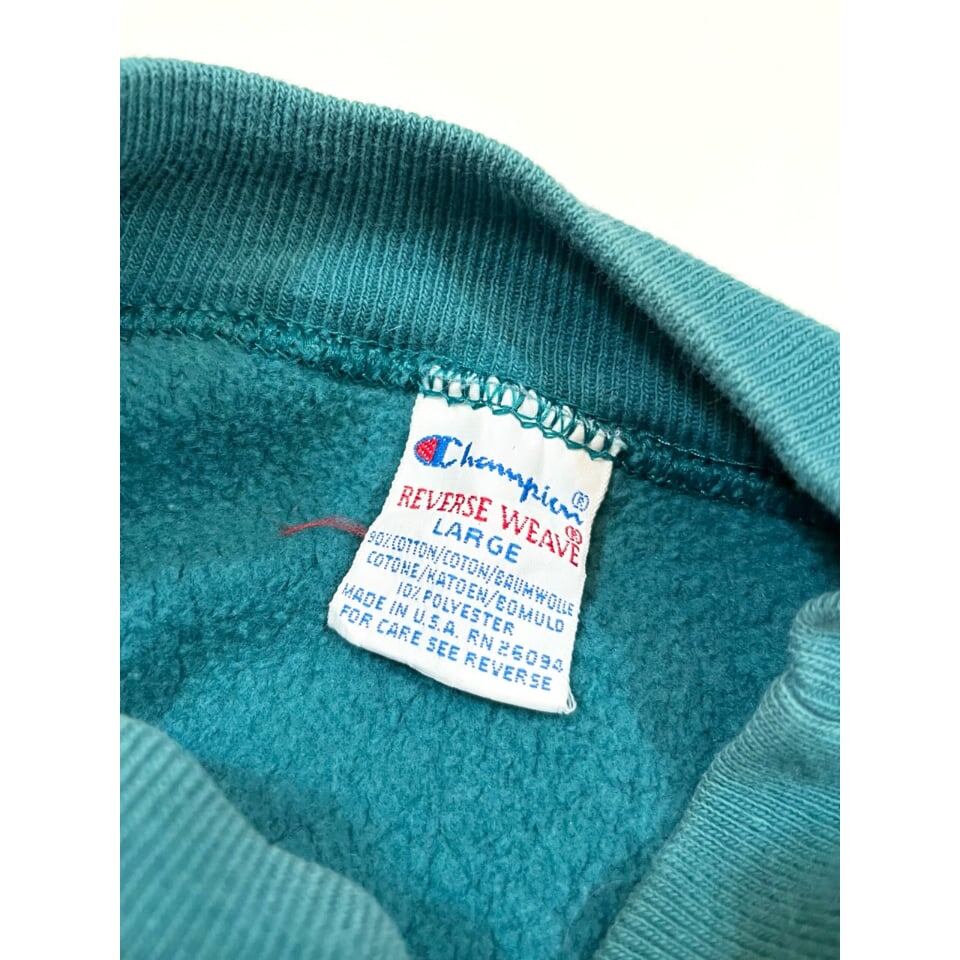 Champion®
REVERSE WEAVE®
LARGE
90% COTTON/COTON/BAUMWOLLE
COTONE/KATOEN/BOMULD
10% POLYESTER
MADE IN U.S.A. RN 26094
FOR CARE SEE REVERSE